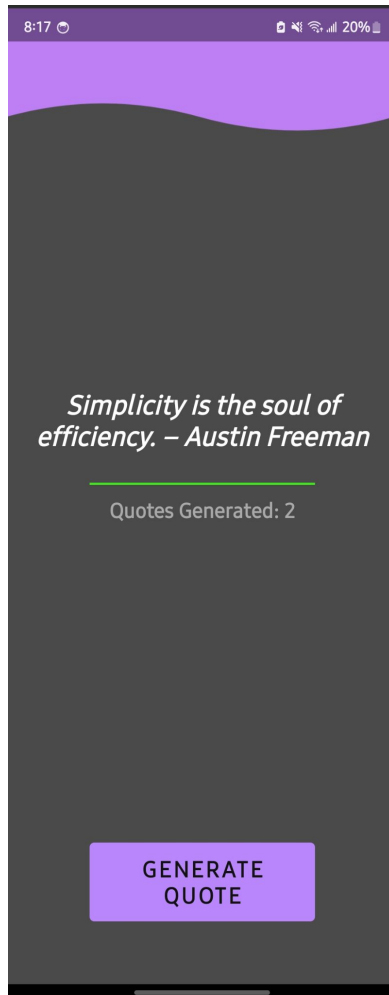 8:17 20%
Simplicity is the soul of
efficiency. – Austin Freeman
Quotes Generated: 2
GENERATE
QUOTE